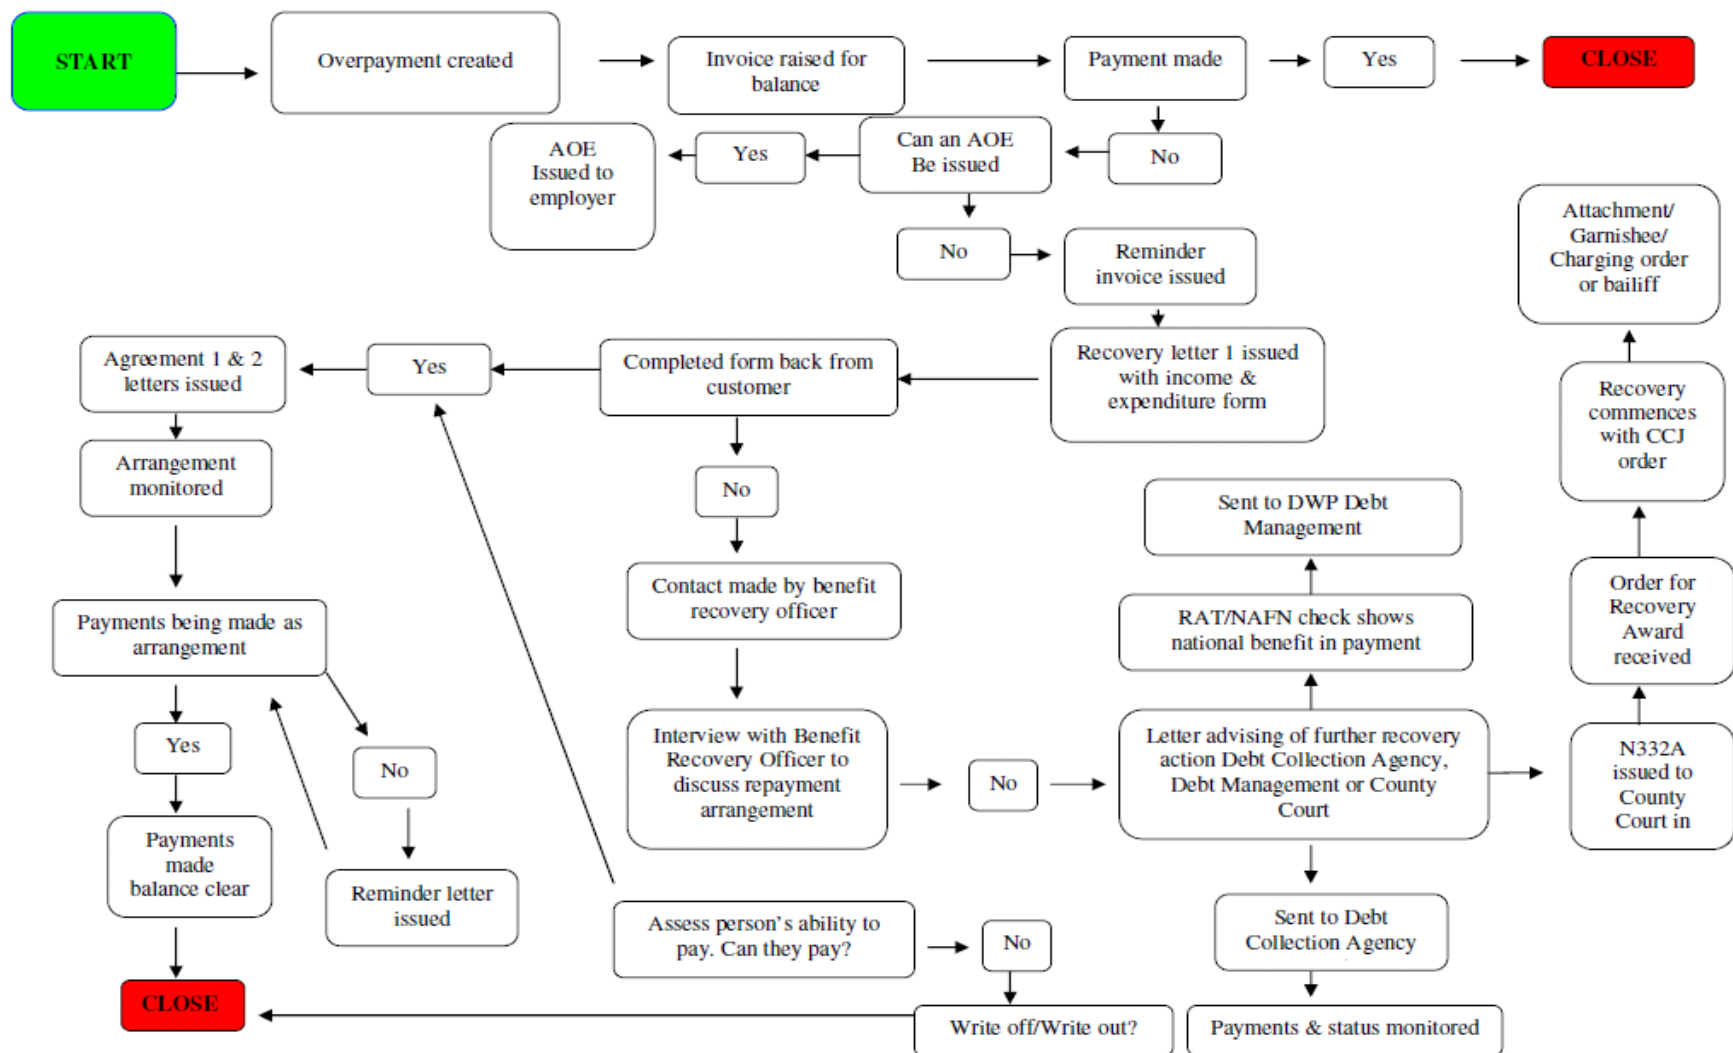 START
Overpayment created
Invoice raised for
balance
Payment made
Yes
CLOSE
AOE
Issued to
employer
Yes
Can an AOE
Be issued
No
No
Reminder
invoice issued
Attachment/
Garnishee/
Charging order
or bailiff
Agreement 1 & 2
letters issued
Yes
Completed form back from
customer
Recovery letter 1 issued
with income &
expenditure form
Recovery
commences
with CCJ
order
Arrangement
monitored
No
Sent to DWP Debt
Management
Contact made by benefit
recovery officer
RAT/NAFN check shows
national benefit in payment
Order for
Recovery
Award
received
Payments being made as
arrangement
Yes
No
Interview with Benefit
Recovery Officer to
discuss repayment
arrangement
No
Letter advising of further recovery
action Debt Collection Agency,
Debt Management or County
Court
N332A
issued to
County
Court in
Payments
made
balance clear
Reminder letter
issued
Assess person's ability to
pay. Can they pay?
No
Sent to Debt
Collection Agency
CLOSE
Write off/Write out?
Payments & status monitored